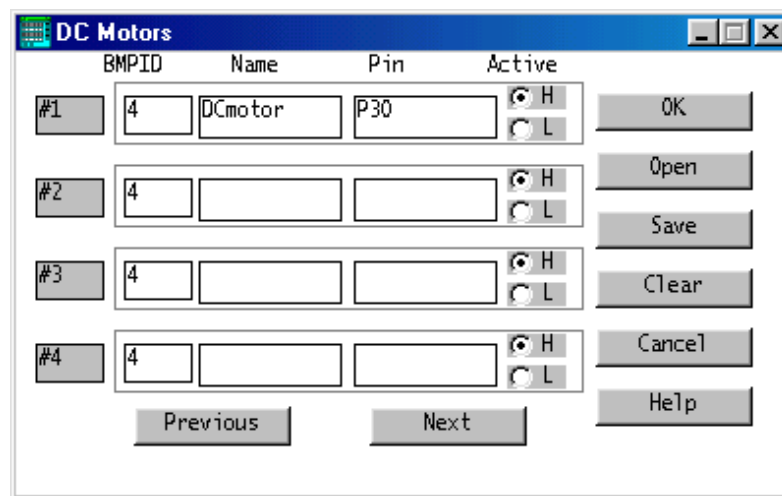 DC Motors
BMPID Name Pin Active
#1 4 DCmotor P30 H
L
OK
#2 4 H
L
Open
Save
#3 4 H
L
Clear
#4 4 H
L
Cancel
Help
Previous Next